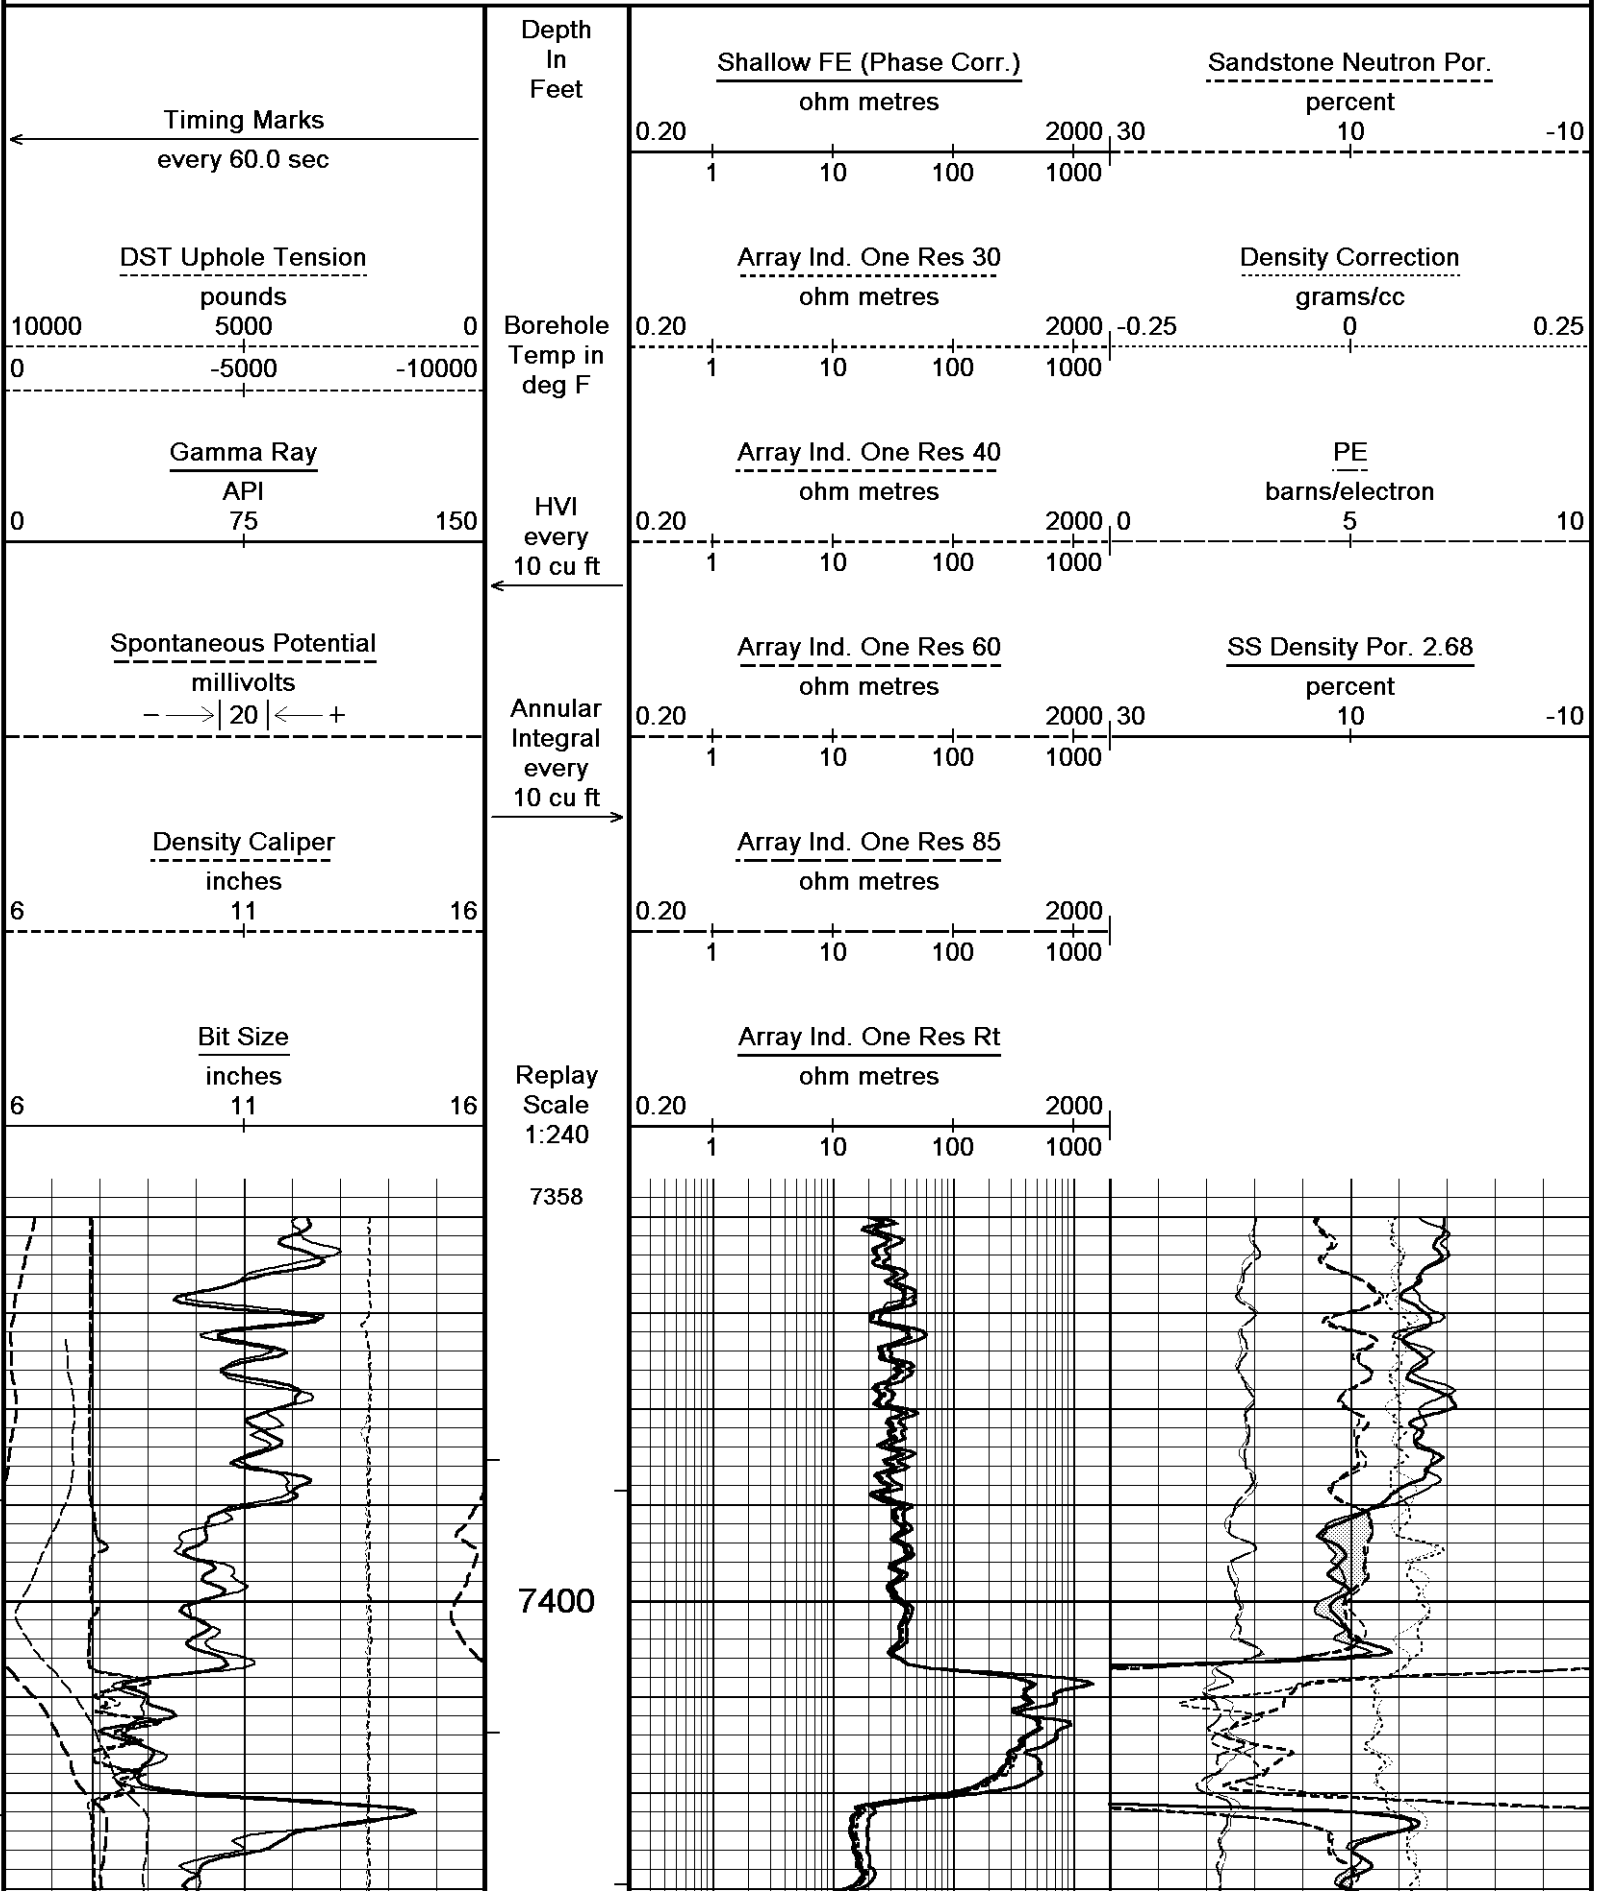 Timing Marks
every 60.0 sec
DST Uphole Tension
pounds
10000 5000 0
0 -5000 -10000
Gamma Ray
API
0 75 150
Spontaneous Potential
millivolts
− 20 +
Density Caliper
inches
6 11 16
Bit Size
inches
6 11 16
Depth
In
Feet
Borehole
Temp in
deg F
HVI
every
10 cu ft
Annular
Integral
every
10 cu ft
Replay
Scale
1:240
7358
7400
Shallow FE (Phase Corr.)
ohm metres
0.20 2000
1 10 100 1000
Array Ind. One Res 30
ohm metres
0.20 2000
1 10 100 1000
Array Ind. One Res 40
ohm metres
0.20 2000
1 10 100 1000
Array Ind. One Res 60
ohm metres
0.20 2000
1 10 100 1000
Array Ind. One Res 85
ohm metres
0.20 2000
1 10 100 1000
Array Ind. One Res Rt
ohm metres
0.20 2000
1 10 100 1000
Sandstone Neutron Por.
percent
30 10 -10
Density Correction
grams/cc
-0.25 0 0.25
PE
barns/electron
0 5 10
SS Density Por. 2.68
percent
30 10 -10